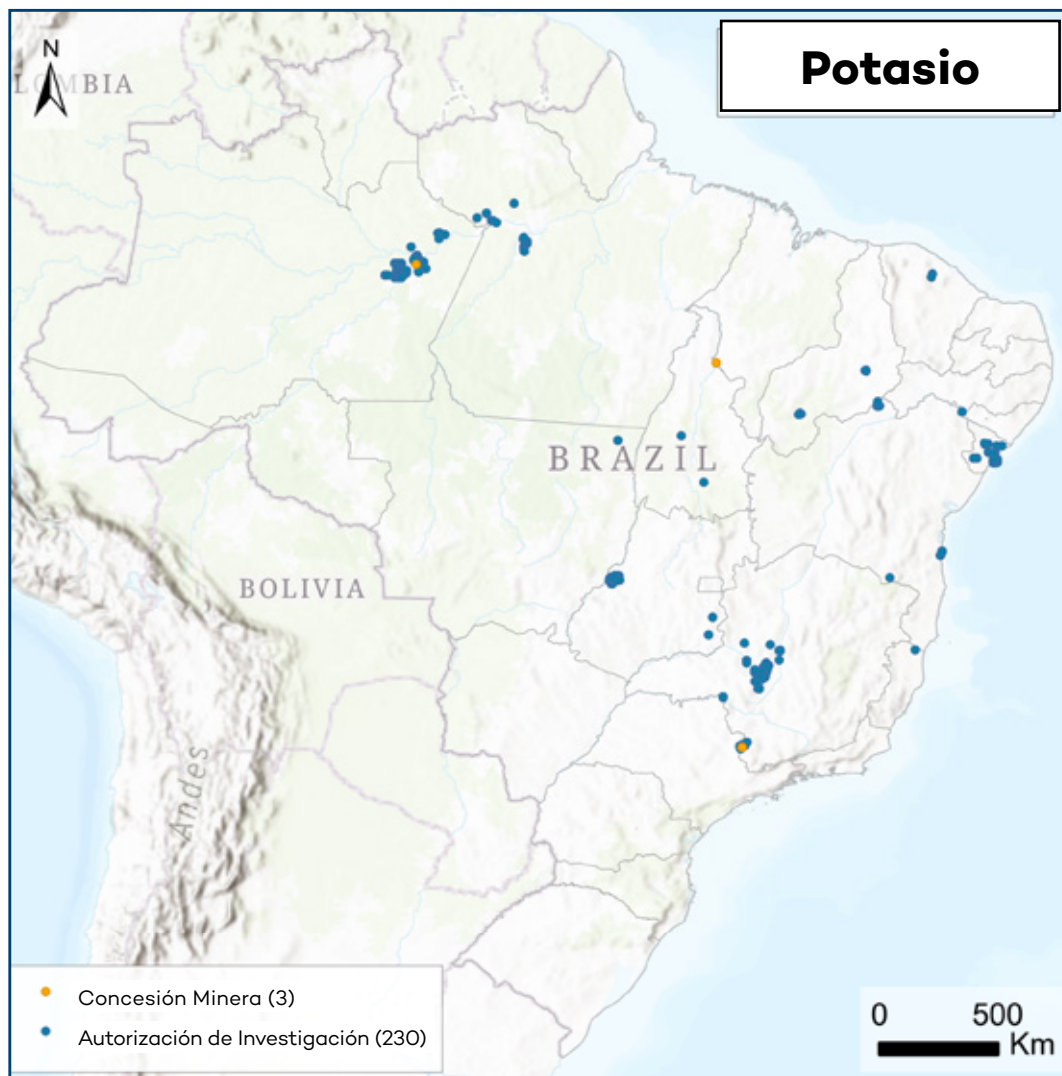 Potasio
N
LOMBIA
BRAZIL
BOLIVIA
Andes
Concesión Minera (3)
Autorización de Investigación (230)
0 500
Km